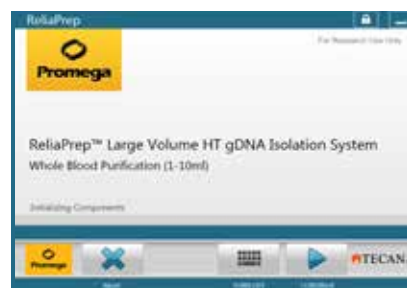 ReliaPrep
For Research Use Only
Promega
ReliaPrep™ Large Volume HT gDNA Isolation System
Whole Blood Purification (1-10ml)
Initializing Components
Promega
TECAN